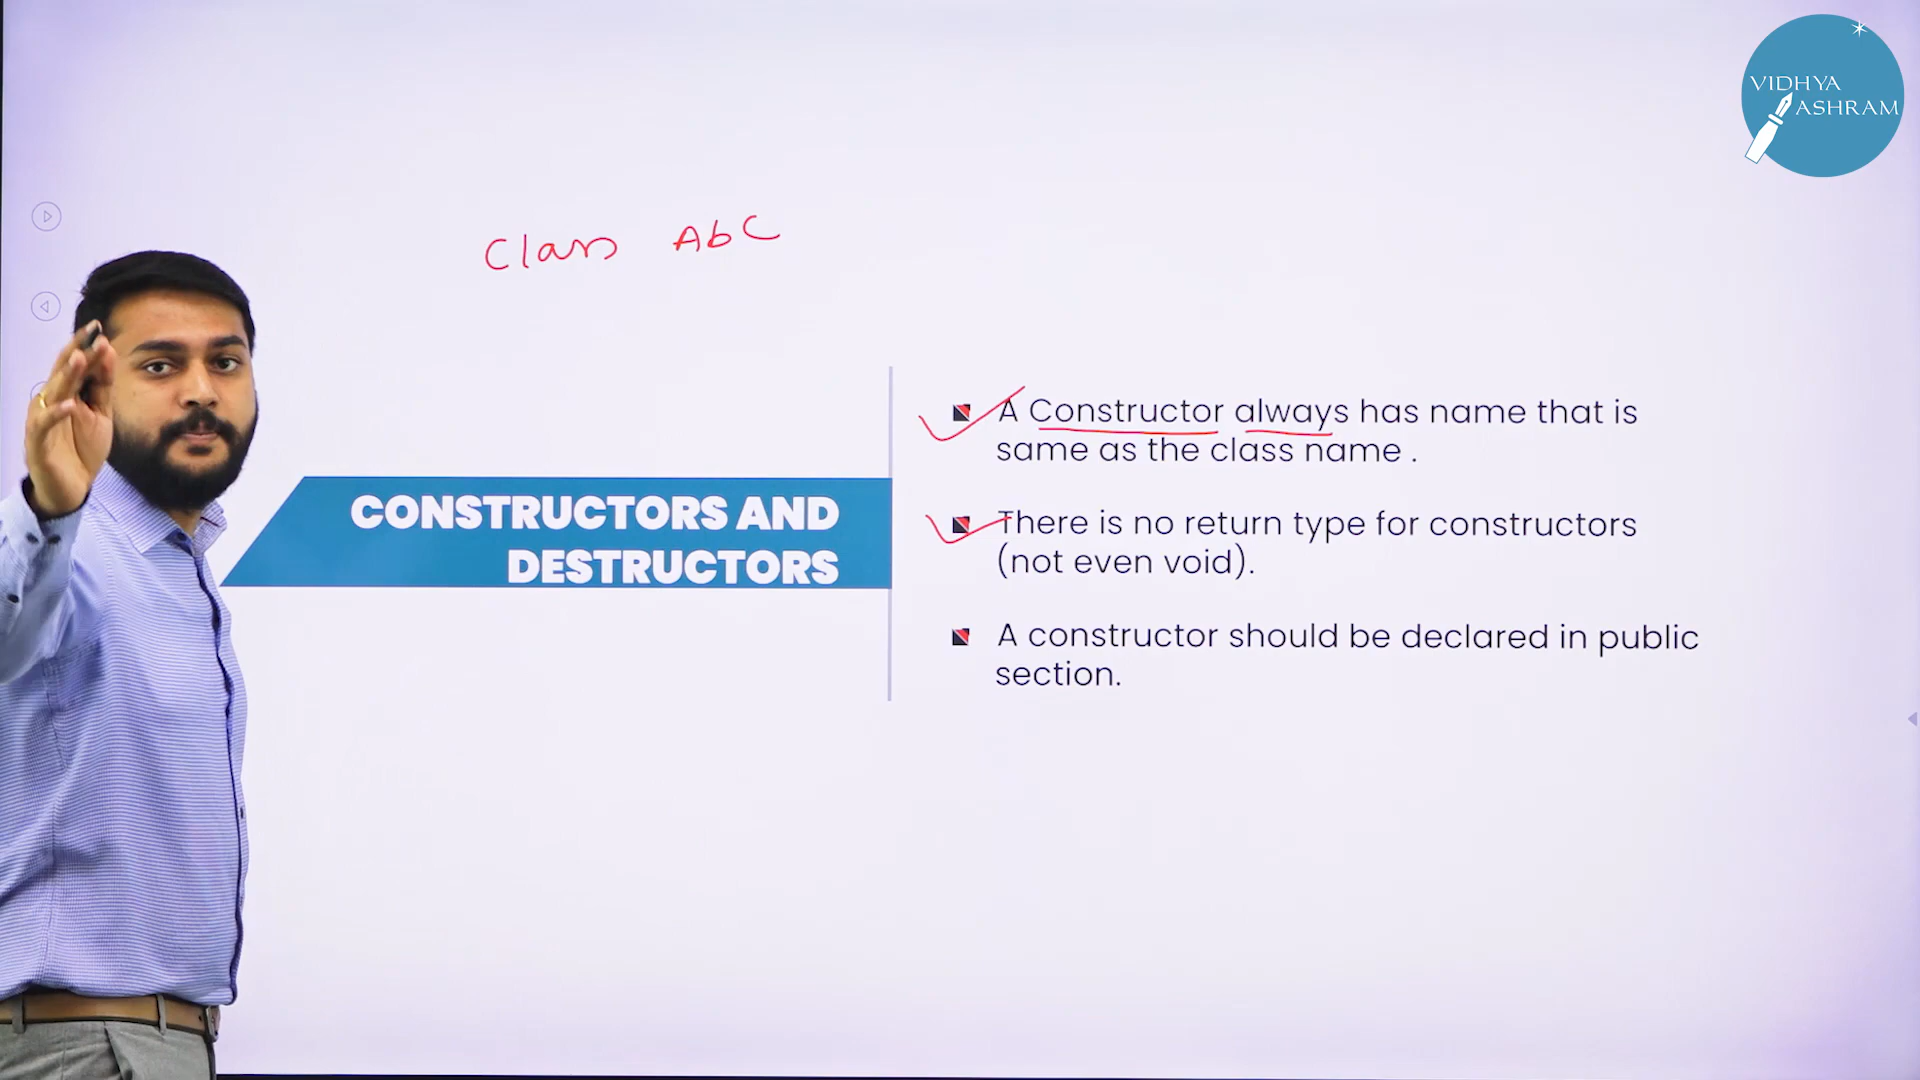 VIDHYA
ASHRAM
Class AbC
A Constructor always has name that is
same as the class name .
CONSTRUCTORS AND
DESTRUCTORS
There is no return type for constructors
(not even void).
A constructor should be declared in public
section.